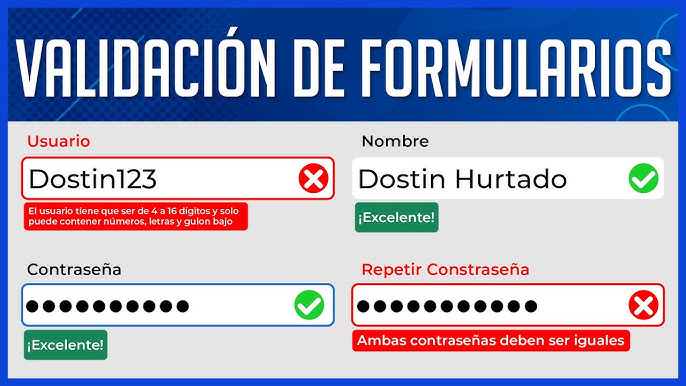 VALIDACIÓN DE FORMULARIOS
Usuario
Dostin123
El usuario tiene que ser de 4 a 16 dígitos y solo
puede contener números, letras y guion bajo
Nombre
Dostin Hurtado
¡Excelente!
Contraseña
●●●●●●●●●●
¡Excelente!
Repetir Constraseña
●●●●●●●●●●●
Ambas contraseñas deben ser iguales